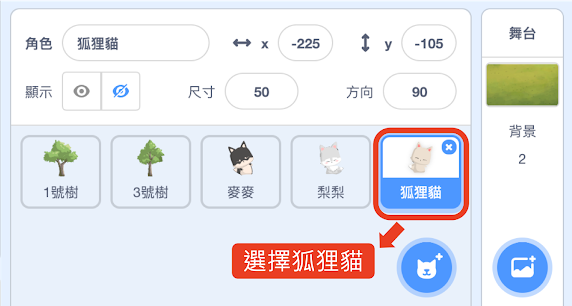 角色 狐狸貓 x -225 y -105
顯示 尺寸 50 方向 90
舞台
背景
2
1號樹 3號樹 麥麥 梨梨 狐狸貓
選擇狐狸貓